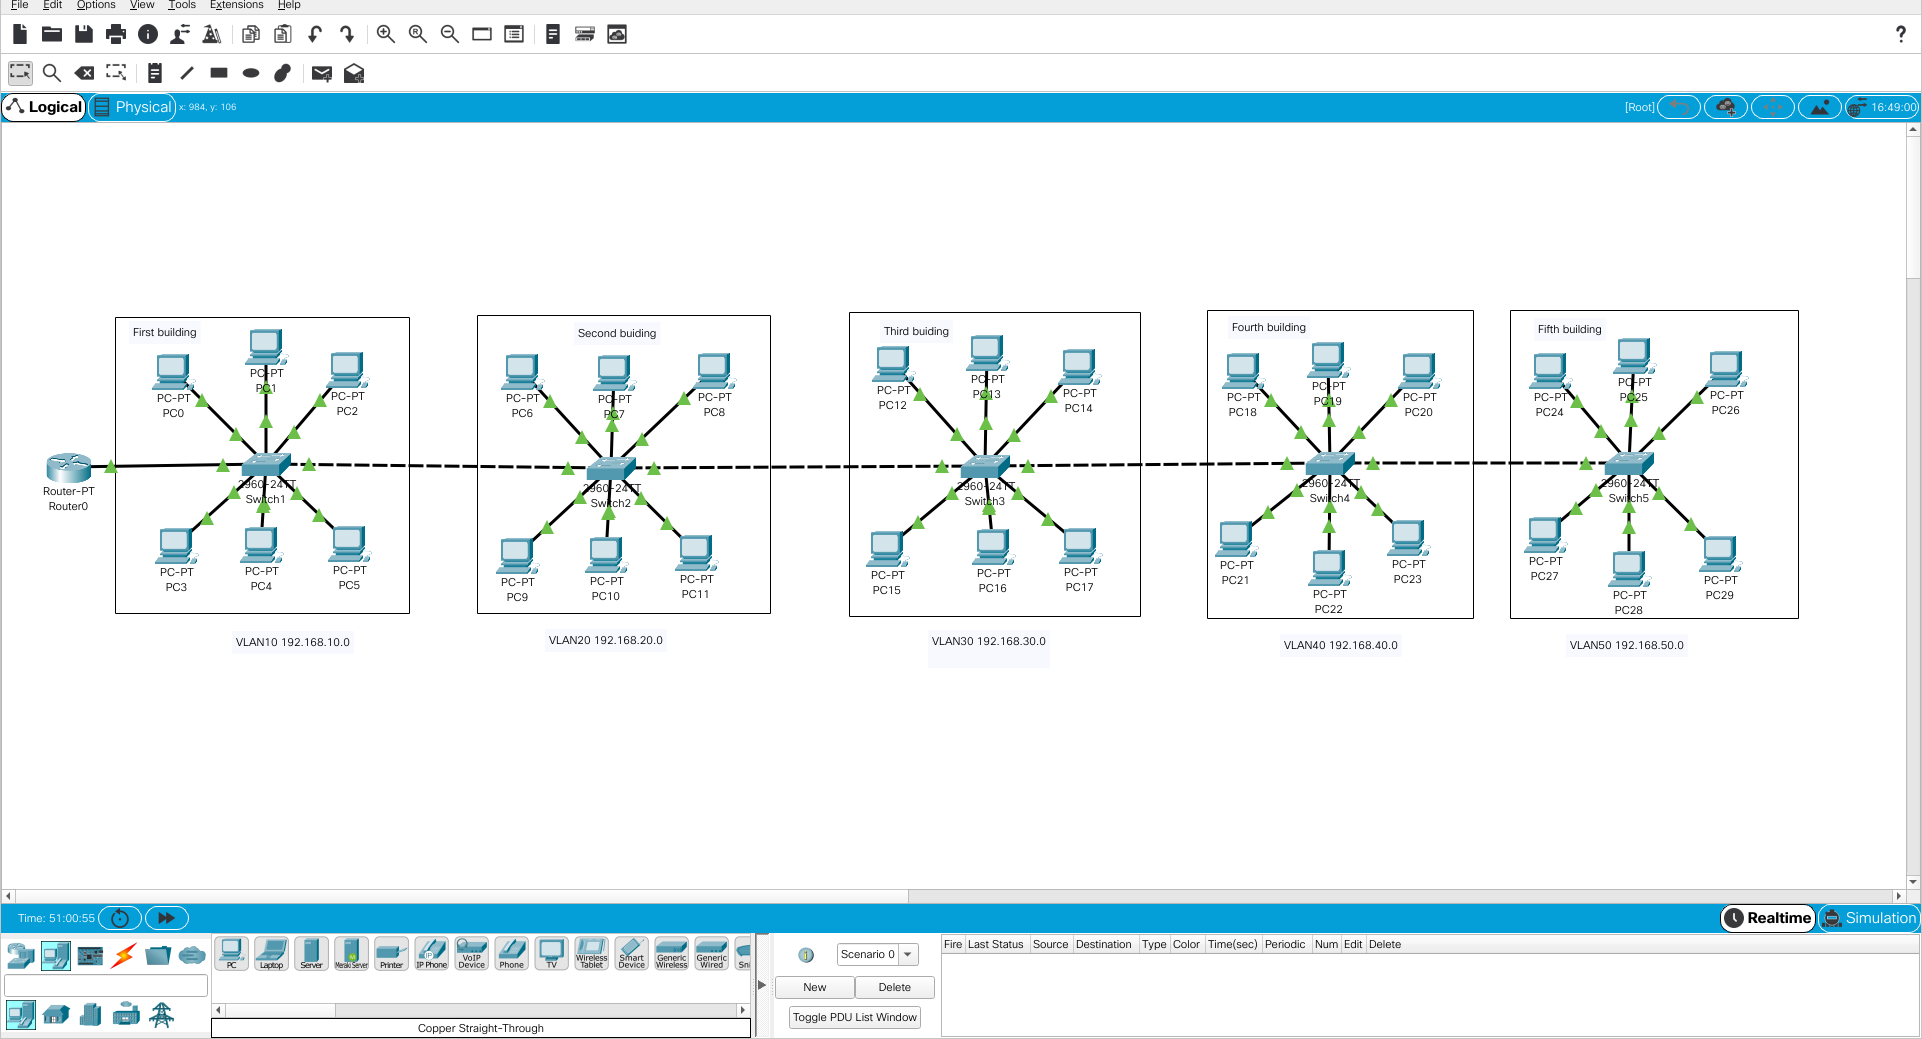 File Edit Options View Tools Extensions Help
?
Logical Physical x: 984, y: 106 [Root] 16:49:00
First building
PC-PT
PC0
PC-PT
PC1
PC-PT
PC2
Router-PT
Router0
2960-24TT
Switch1
PC-PT
PC3
PC-PT
PC4
PC-PT
PC5
VLAN10 192.168.10.0
Second buiding
PC-PT
PC6
PC-PT
PC7
PC-PT
PC8
2960-24TT
Switch2
PC-PT
PC9
PC-PT
PC10
PC-PT
PC11
VLAN20 192.168.20.0
Third buiding
PC-PT
PC12
PC-PT
PC13
PC-PT
PC14
2960-24TT
Switch3
PC-PT
PC15
PC-PT
PC16
PC-PT
PC17
VLAN30 192.168.30.0
Fourth building
PC-PT
PC18
PC-PT
PC19
PC-PT
PC20
2960-24TT
Switch4
PC-PT
PC21
PC-PT
PC22
PC-PT
PC23
VLAN40 192.168.40.0
Fifth building
PC-PT
PC24
PC-PT
PC25
PC-PT
PC26
2960-24TT
Switch5
PC-PT
PC27
PC-PT
PC28
PC-PT
PC29
VLAN50 192.168.50.0
Time: 51:00:55 Realtime Simulation
PC
Laptop
Server
Meraki Server
Printer
IP Phone
VoIP
Device
Phone
TV
Wireless
Tablet
Smart
Device
Generic
Wireless
Generic
Wired
Sni
Copper Straight-Through
Scenario 0
New Delete
Toggle PDU List Window
Fire Last Status Source Destination Type Color Time(sec) Periodic Num Edit Delete